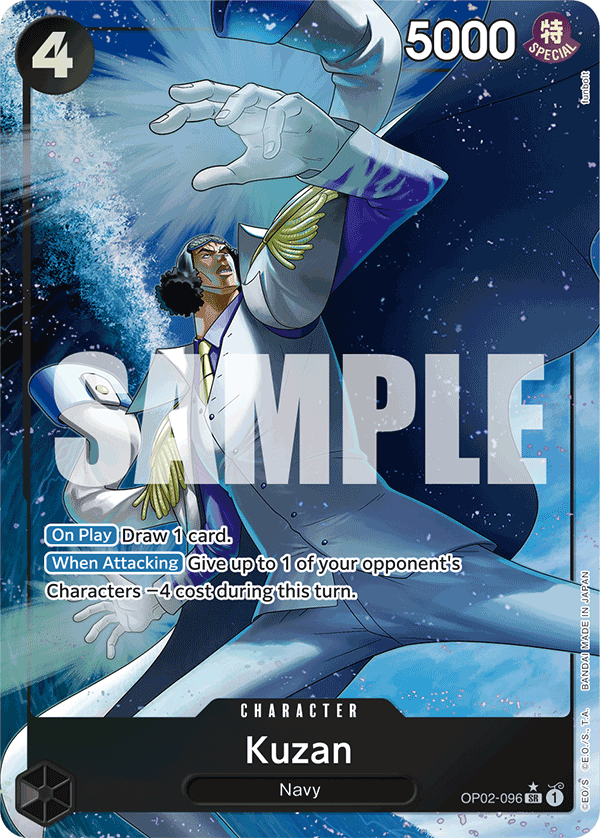 4
5000
特
SPECIAL
funbolt
SAMPLE
On Play Draw 1 card.
When Attacking Give up to 1 of your opponent's
Characters −4 cost during this turn.
BANDAI MADE IN JAPAN
©E.O./S., T.A.
©E.O/S
CHARACTER
Kuzan
Navy
OP02-096 SR 1